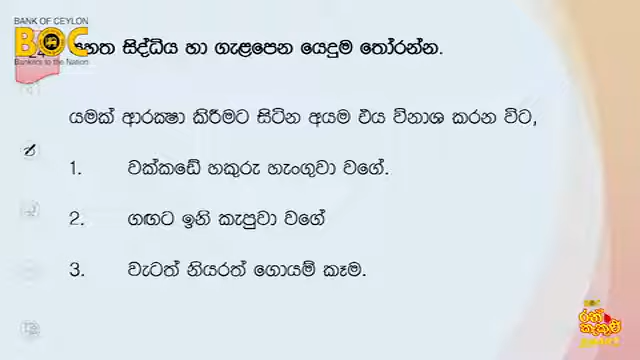 BANK OF CEYLON
BOC
Bankers to the Nation
පහත සිද්ධිය හා ගැළපෙන යෙදුම තෝරන්න.
යමක් ආරක්‍ෂා කිරීමට සිටින අයම එය විනාශ කරන විට,
1. වක්කඩේ හකුරු හැංගුවා වගේ.
2. ගඟට ඉනි කැපුවා වගේ
3. වැටත් නියරත් ගොයම් කෑම.
රන් කැකුළු